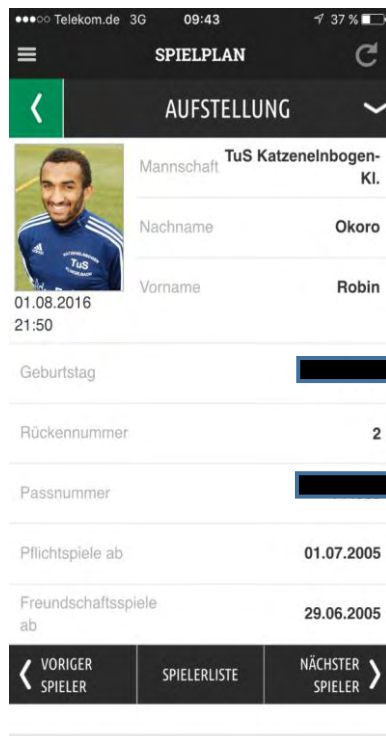 Telekom.de 3G 09:43 37 %
SPIELPLAN
AUFSTELLUNG
Mannschaft TuS Katzenelnbogen-
Kl.
Nachname Okoro
Vorname Robin
TuS
01.08.2016
21:50
Geburtstag
Rückennummer 2
Passnummer
Pflichtspiele ab 01.07.2005
Freundschaftsspiele
ab 29.06.2005
VORIGER
SPIELER
SPIELERLISTE
NÄCHSTER
SPIELER